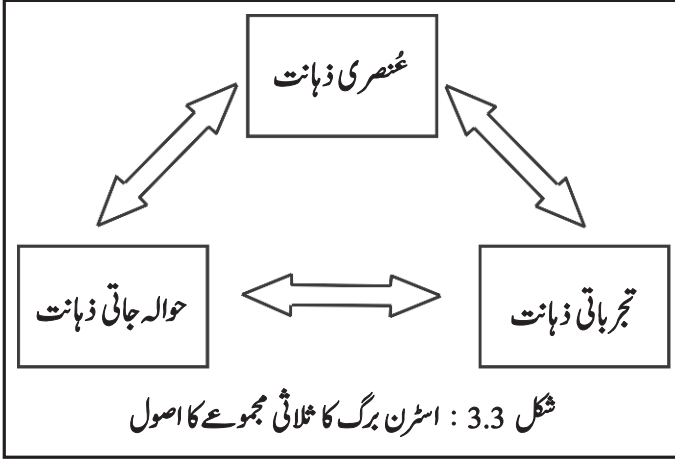 عُنصری ذہانت
تجرباتی ذہانت
حوالہ جاتی ذہانت
شکل 3.3 : اسٹرن برگ کا ثلاثی مجموعے کا اصول